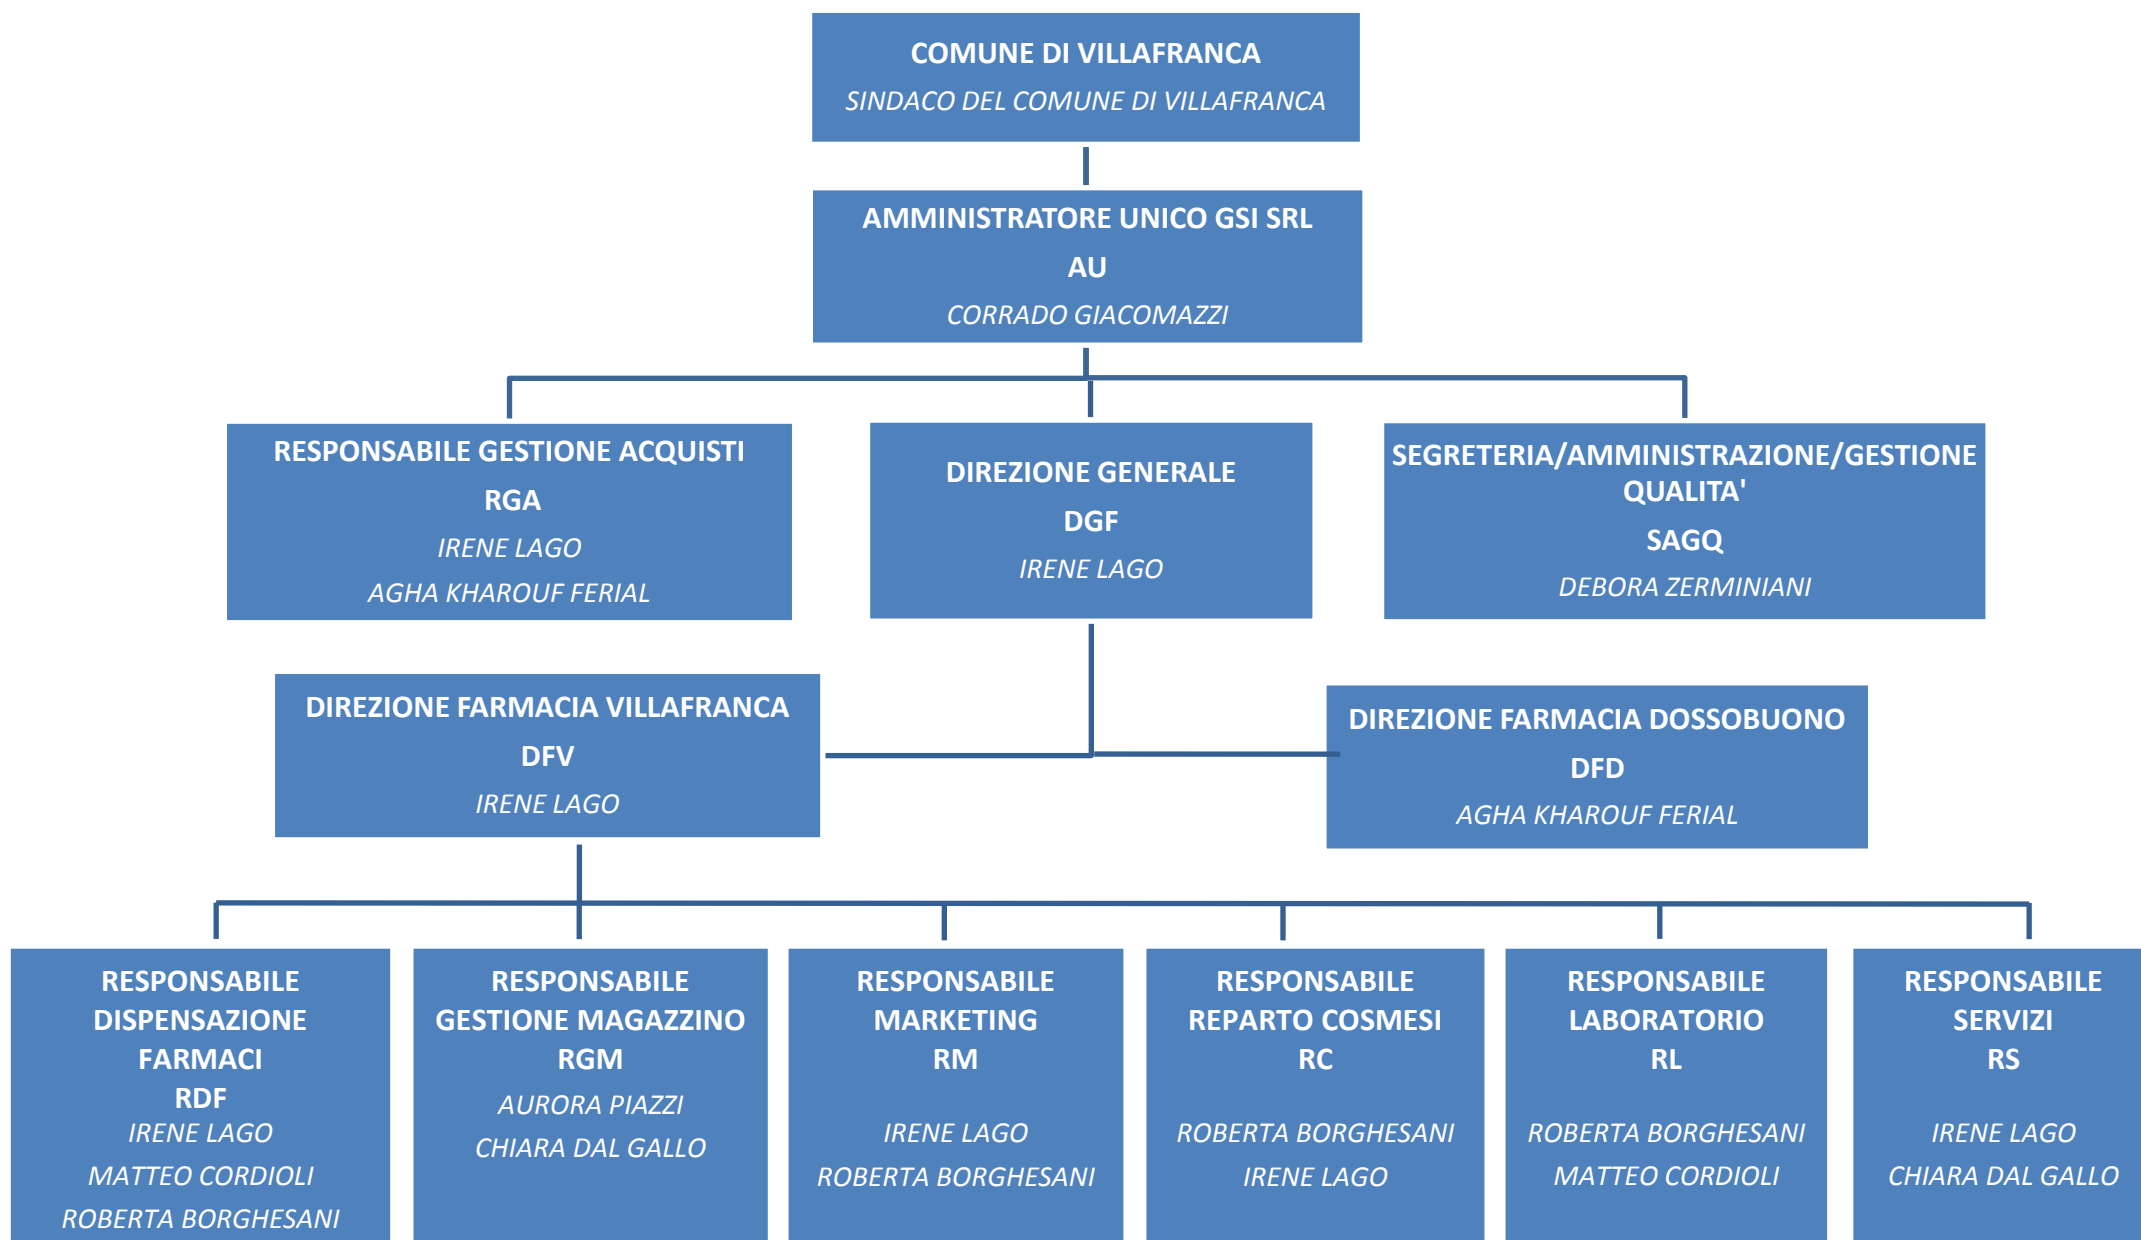 COMUNE DI VILLAFRANCA
SINDACO DEL COMUNE DI VILLAFRANCA
AMMINISTRATORE UNICO GSI SRL
AU
CORRADO GIACOMAZZI
RESPONSABILE GESTIONE ACQUISTI
RGA
IRENE LAGO
AGHA KHAROUF FERIAL
DIREZIONE GENERALE
DGF
IRENE LAGO
SEGRETERIA/AMMINISTRAZIONE/GESTIONE
QUALITA'
SAGQ
DEBORA ZERMINIANI
DIREZIONE FARMACIA VILLAFRANCA
DFV
IRENE LAGO
DIREZIONE FARMACIA DOSSOBUONO
DFD
AGHA KHAROUF FERIAL
RESPONSABILE
DISPENSAZIONE
FARMACI
RDF
IRENE LAGO
MATTEO CORDIOLI
ROBERTA BORGHESANI
RESPONSABILE
GESTIONE MAGAZZINO
RGM
AURORA PIAZZI
CHIARA DAL GALLO
RESPONSABILE
MARKETING
RM
IRENE LAGO
ROBERTA BORGHESANI
RESPONSABILE
REPARTO COSMESI
RC
ROBERTA BORGHESANI
IRENE LAGO
RESPONSABILE
LABORATORIO
RL
ROBERTA BORGHESANI
MATTEO CORDIOLI
RESPONSABILE
SERVIZI
RS
IRENE LAGO
CHIARA DAL GALLO